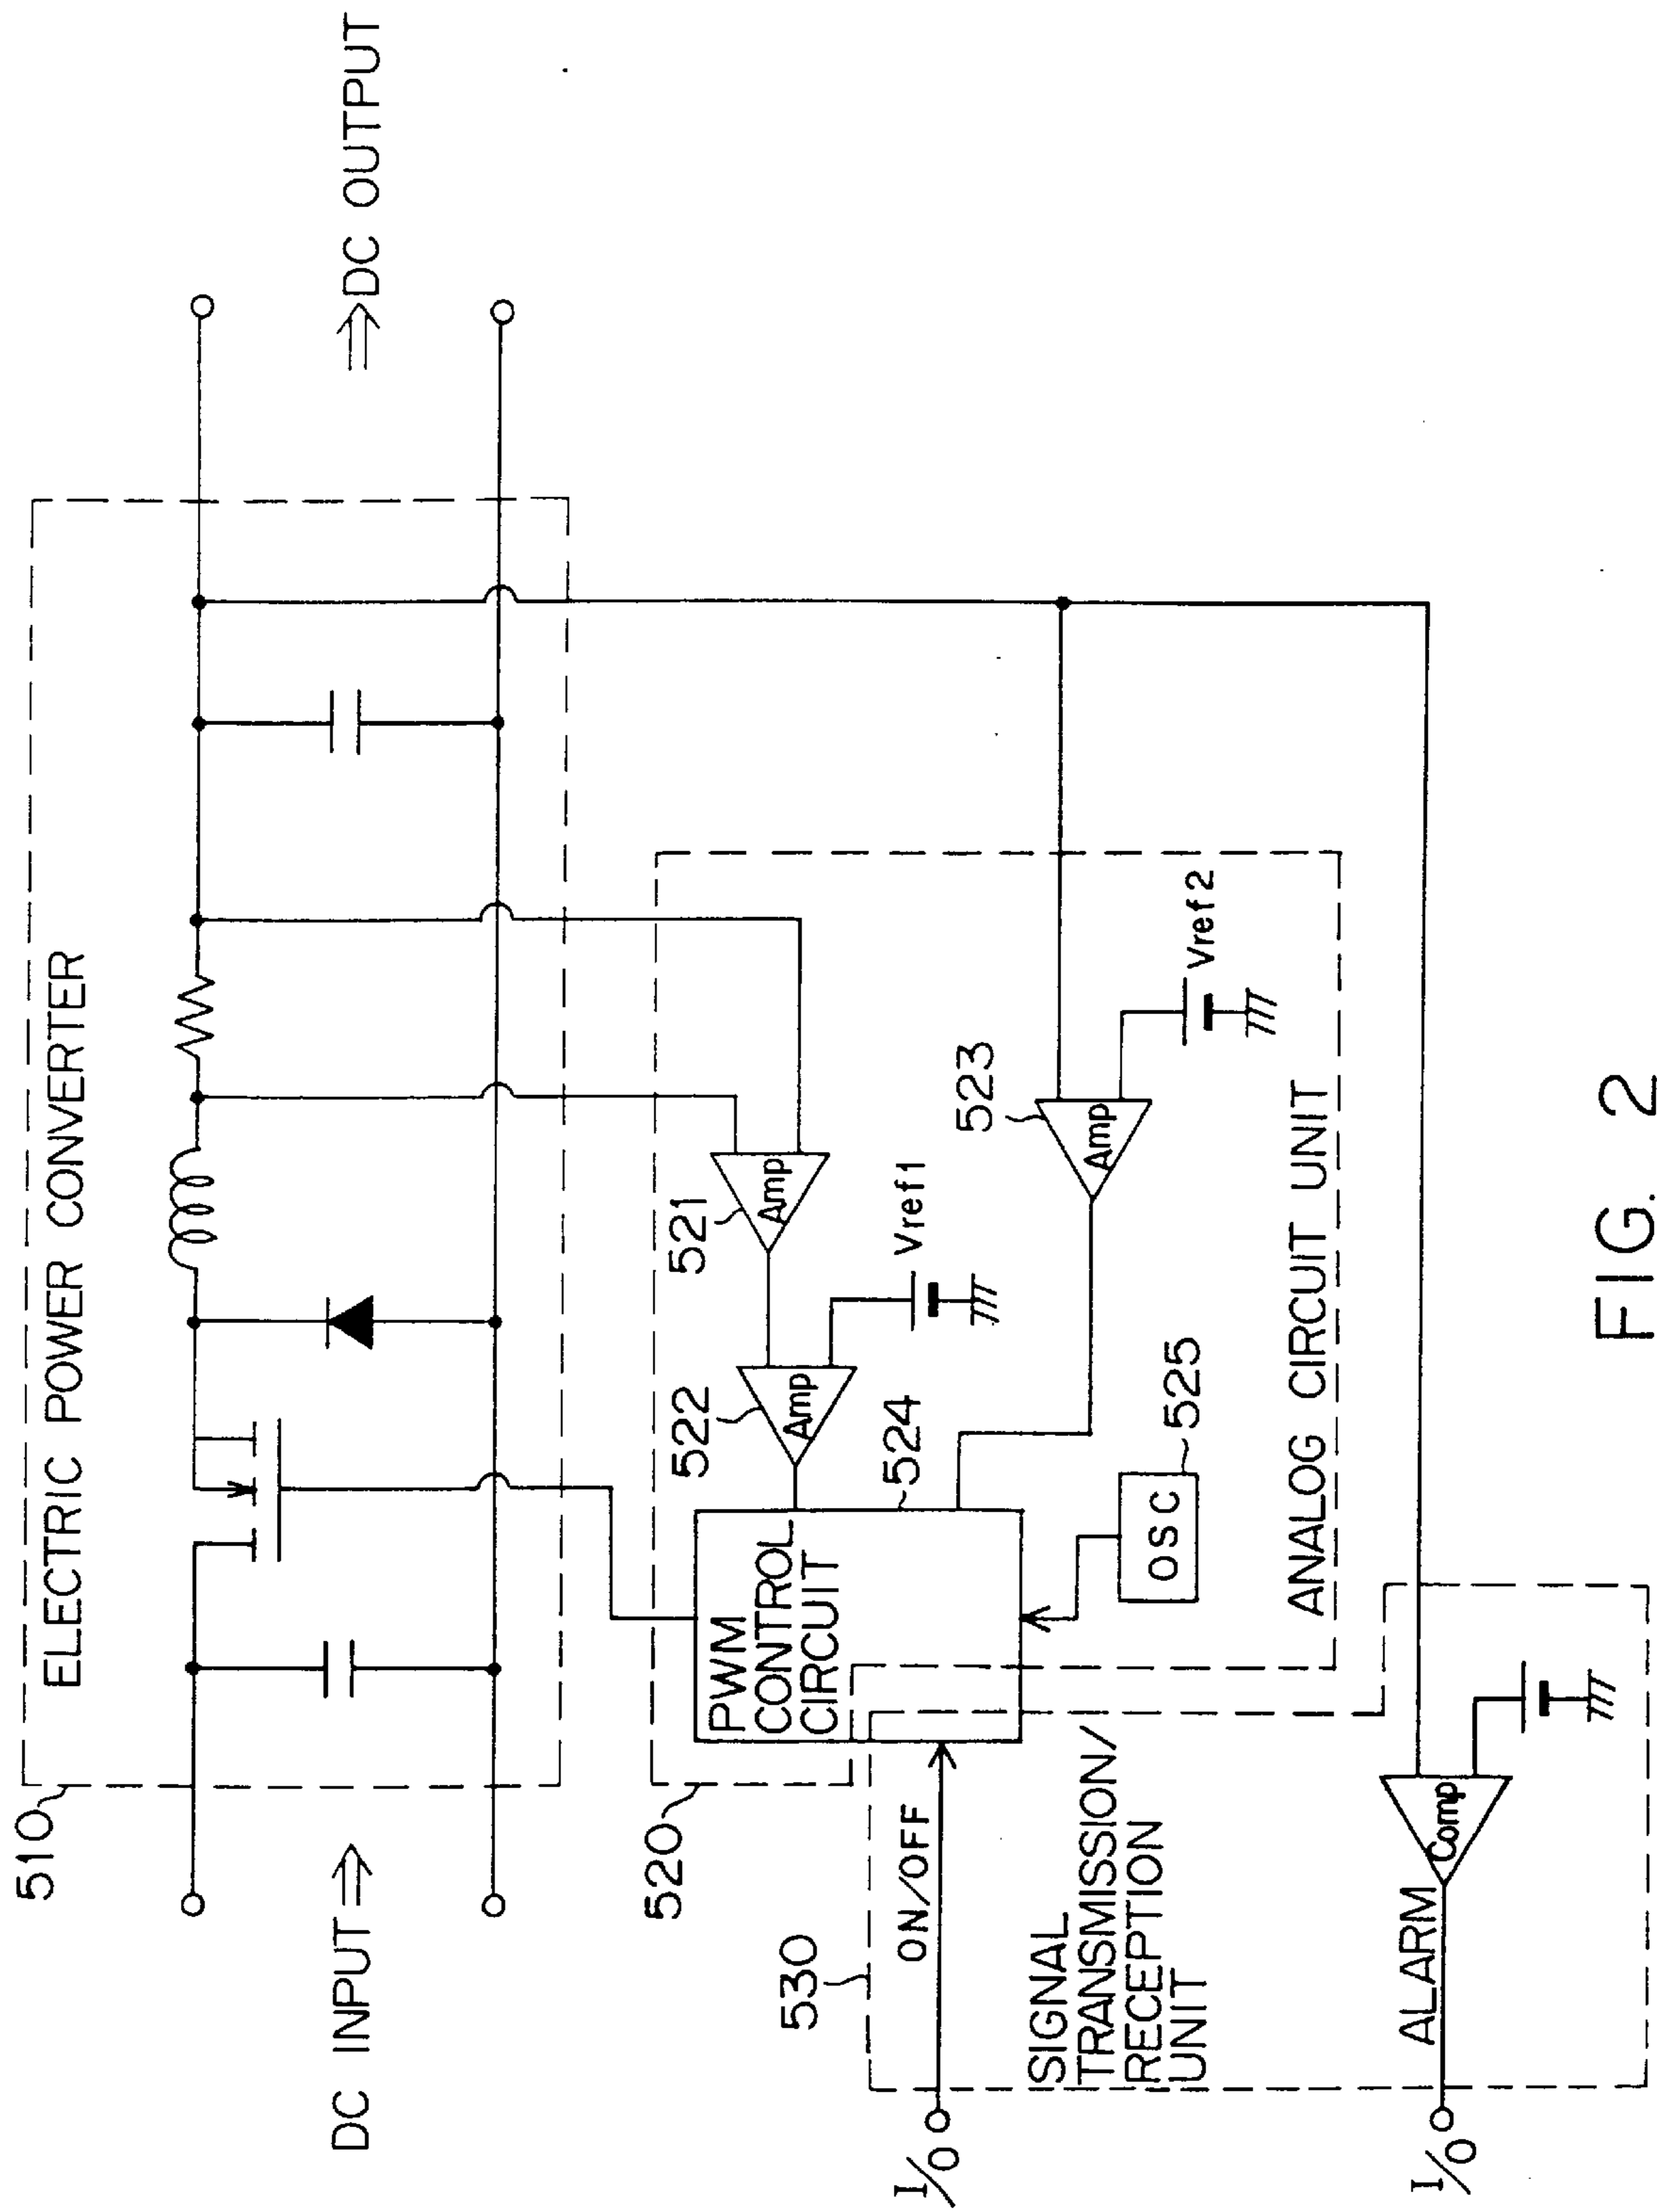 510
ELECTRIC POWER CONVERTER
DC INPUT ⇒
⇒ DC OUTPUT
520
521
Amp
522
Amp
Vref1
523
Amp
Vref2
PWM
CONTROL
CIRCUIT
524
OSC
525
ANALOG CIRCUIT UNIT
530
ON/OFF
I/O
SIGNAL
TRANSMISSION/
RECEPTION
UNIT
ALARM
Comp
I/O
FIG. 2